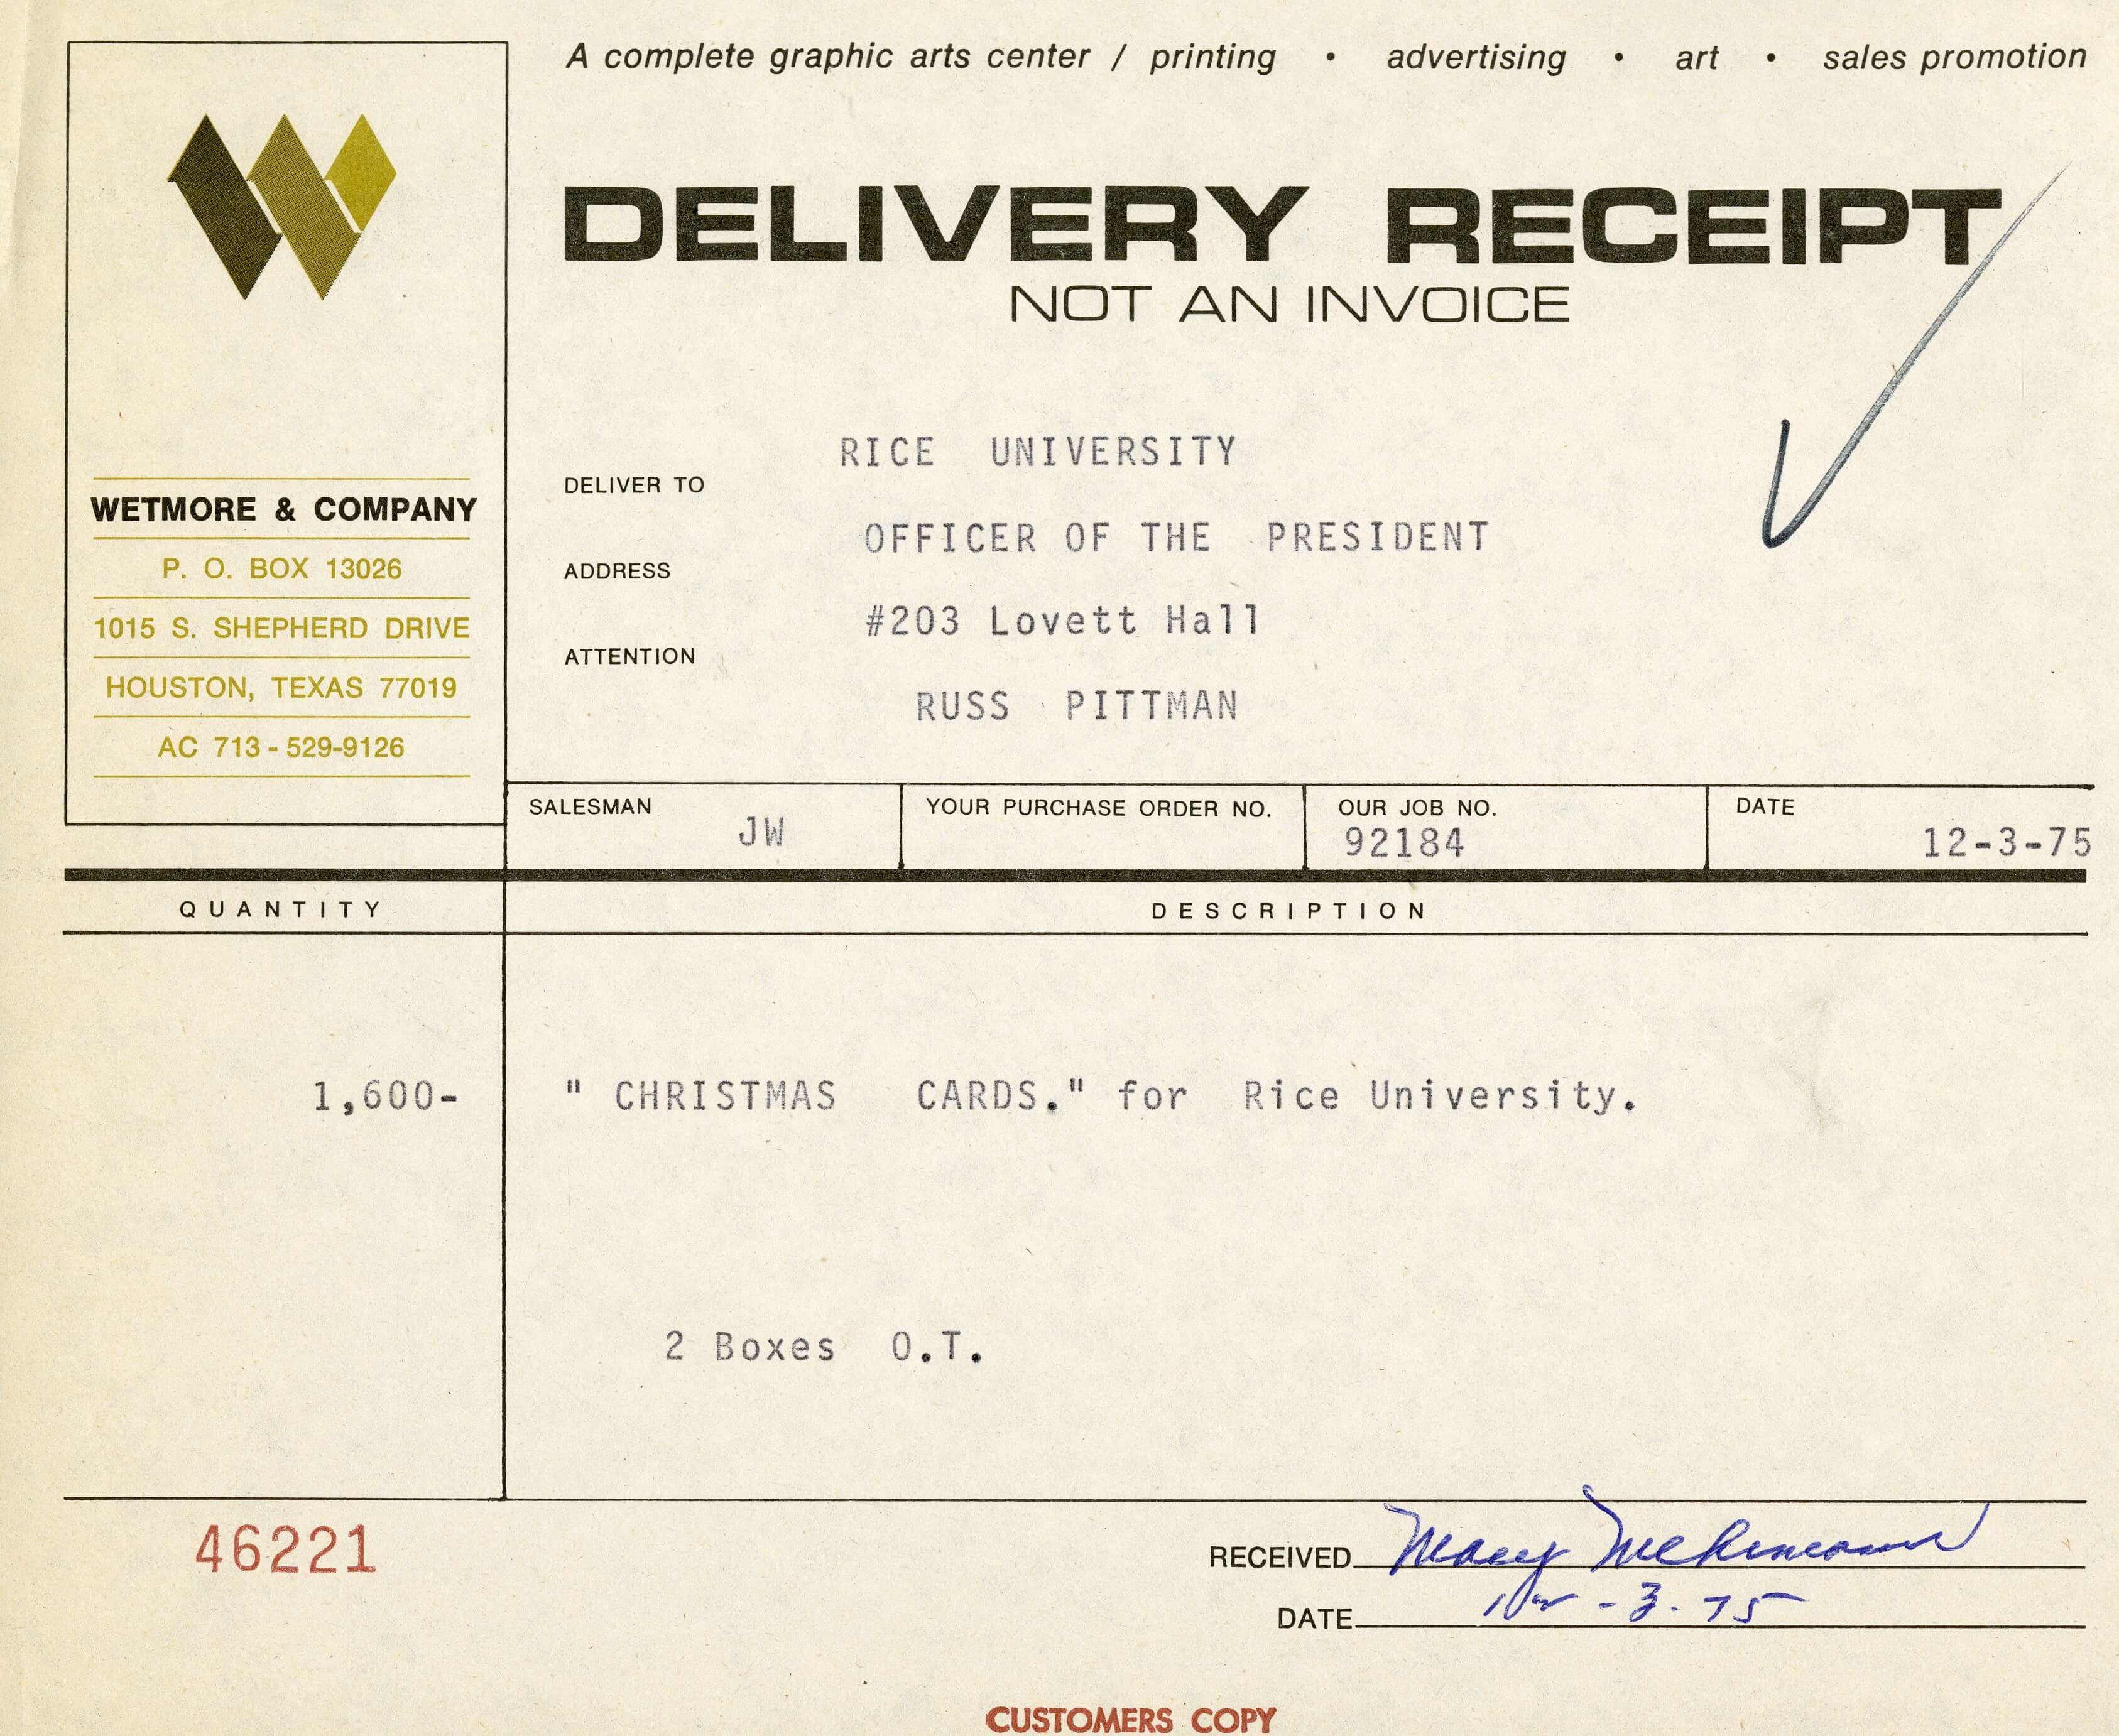 A complete graphic arts center / printing • advertising • art • sales promotion
DELIVERY RECEIPT
NOT AN INVOICE
WETMORE & COMPANY
P. O. BOX 13026
1015 S. SHEPHERD DRIVE
HOUSTON, TEXAS 77019
AC 713-529-9126
RICE UNIVERSITY
DELIVER TO
OFFICER OF THE PRESIDENT
ADDRESS
#203 Lovett Hall
ATTENTION
RUSS PITTMAN
SALESMAN JW
YOUR PURCHASE ORDER NO.
OUR JOB NO. 92184
DATE 12-3-75
QUANTITY DESCRIPTION
1,600- " CHRISTMAS CARDS." for Rice University.
2 Boxes O.T.
46221
RECEIVED
DATE 12-3-75
CUSTOMERS COPY